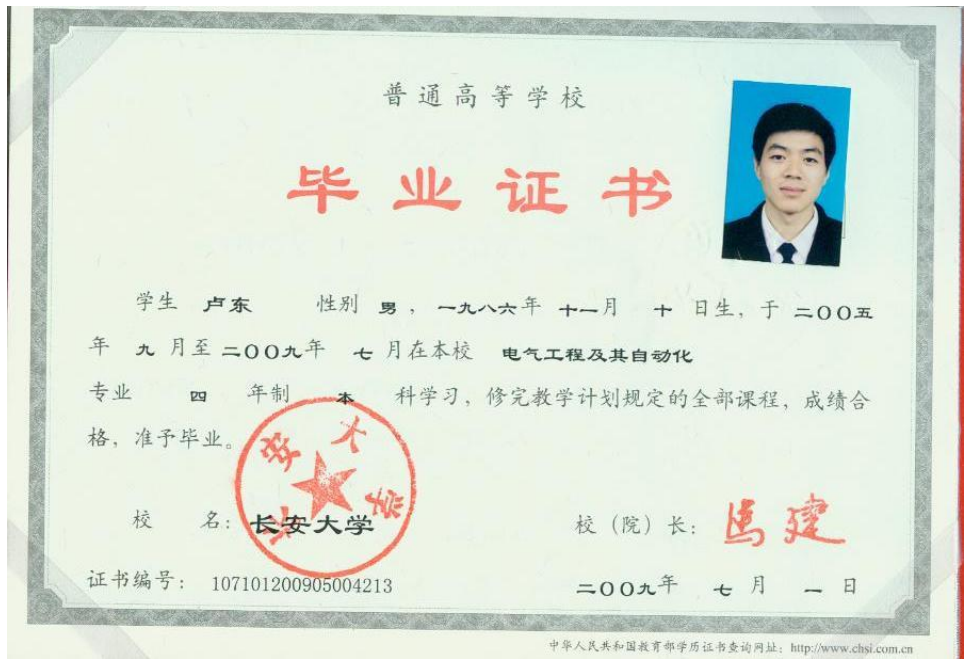 普通高等学校
毕业证书
学生 卢东 性别 男，一九八六年 十一月 十 日生，于 二〇〇五
年 九 月至 二〇〇九年 七 月在本校 电气工程及其自动化
专业 四 年制 本 科学习，修完教学计划规定的全部课程，成绩合
格，准予毕业。
长安大学
校 名：长安大学
校（院）长：马建
证书编号：107101200905004213
二〇〇九年 七 月 一 日
中华人民共和国教育部学历证书查询网址：http://www.chsi.com.cn